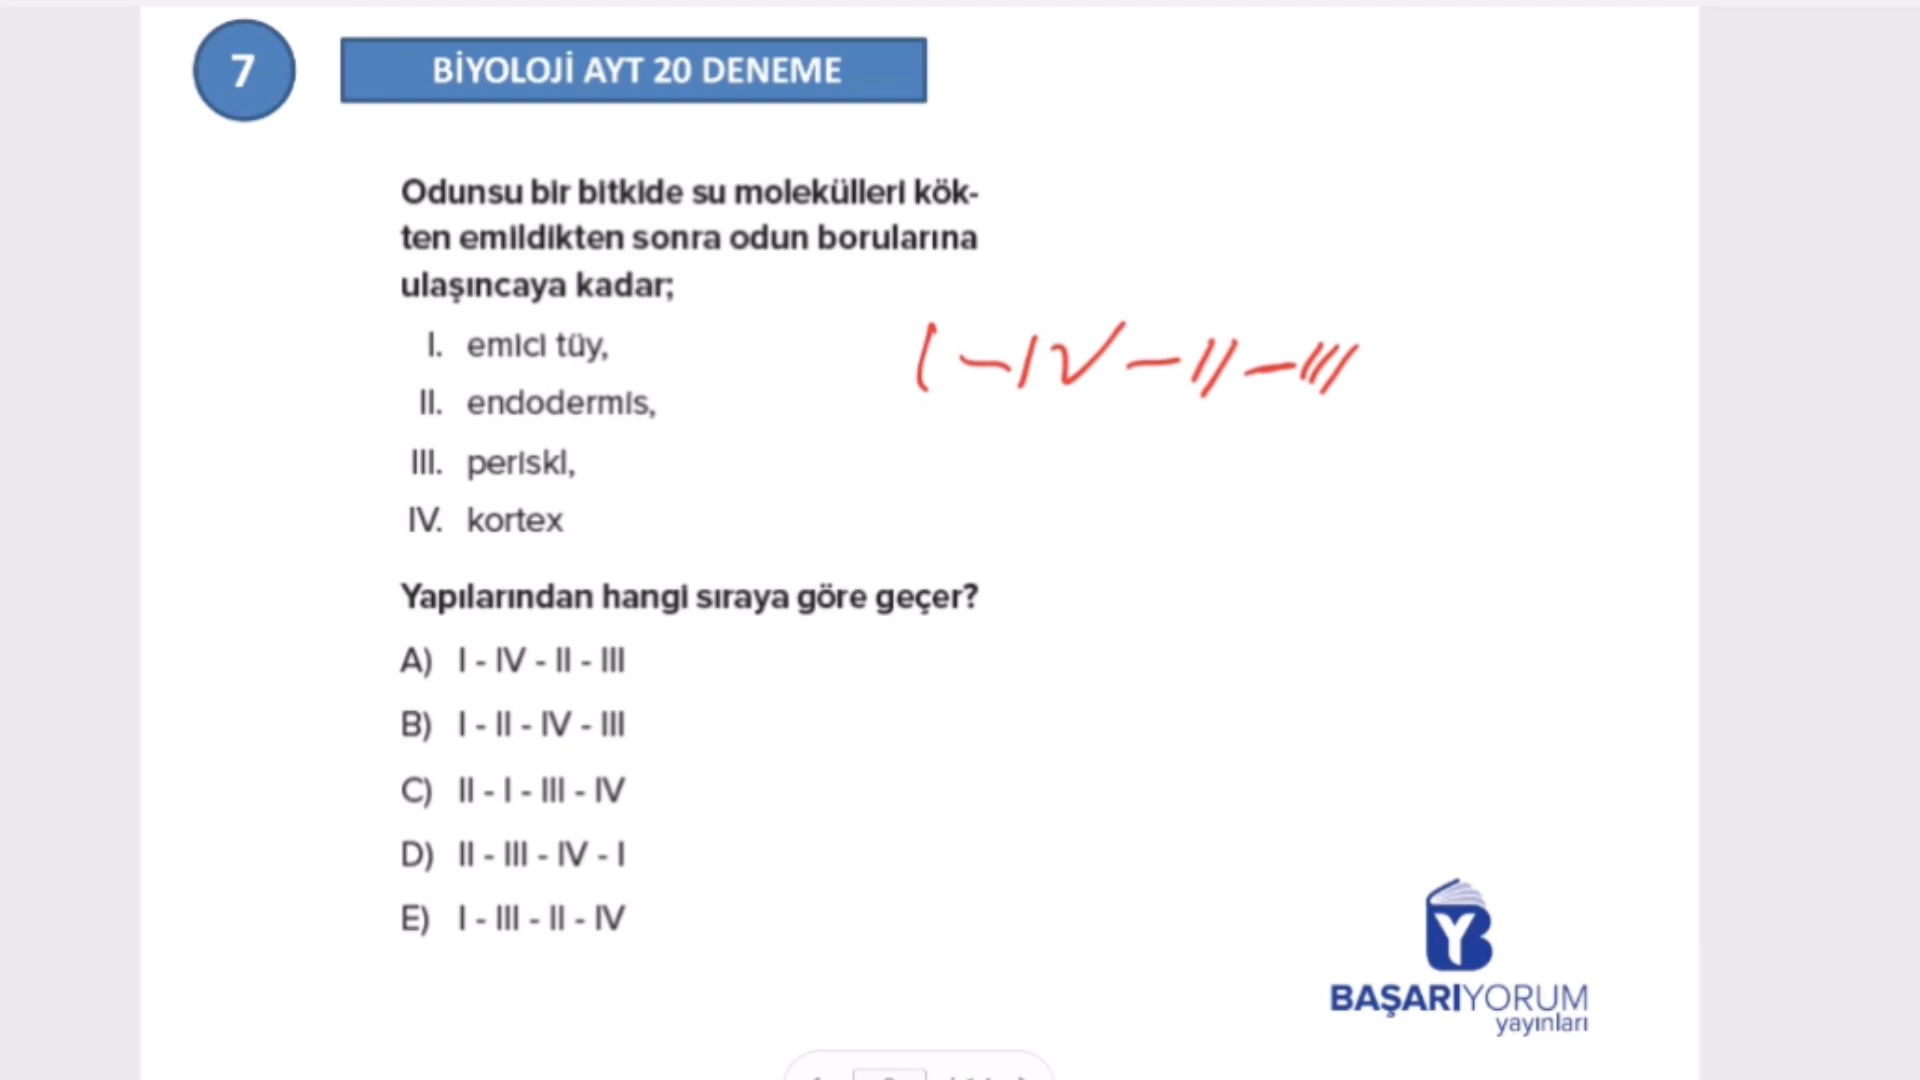 7
BİYOLOJİ AYT 20 DENEME
Odunsu bir bitkide su molekülleri kök-
ten emildikten sonra odun borularına
ulaşıncaya kadar;
I. emici tüy,
I - IV - II - III
II. endodermis,
III. periskl,
IV. kortex
Yapılarından hangi sıraya göre geçer?
A) I - IV - II - III
B) I - II - IV - III
C) II - I - III - IV
D) II - III - IV - I
E) I - III - II - IV
BAŞARIYORUM
yayınları